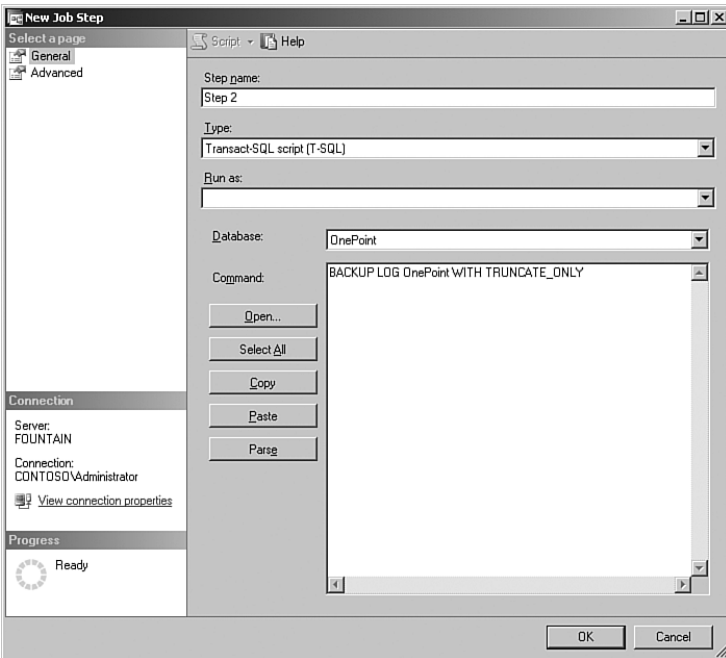 New Job Step
Select a page
General
Advanced
Script
Help
Step name:
Step 2
Type:
Transact-SQL script (T-SQL)
Run as:
Database:
OnePoint
Command:
BACKUP LOG OnePoint WITH TRUNCATE_ONLY
Open...
Select All
Copy
Paste
Parse
Connection
Server:
FOUNTAIN
Connection:
CONTOSO\Administrator
View connection properties
Progress
Ready
OK
Cancel